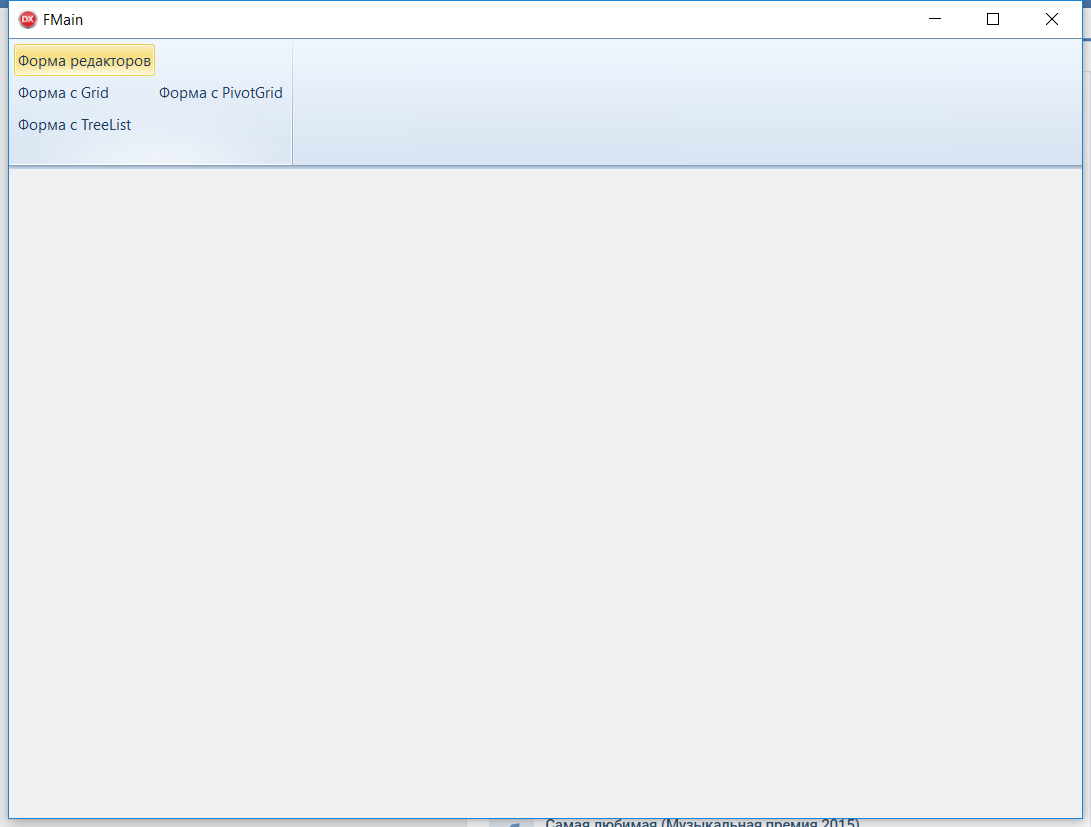 DX FMain
Форма редакторов
Форма с Grid Форма с PivotGrid
Форма с TreeList
Самая любимая (Музыкальная премия 2015)